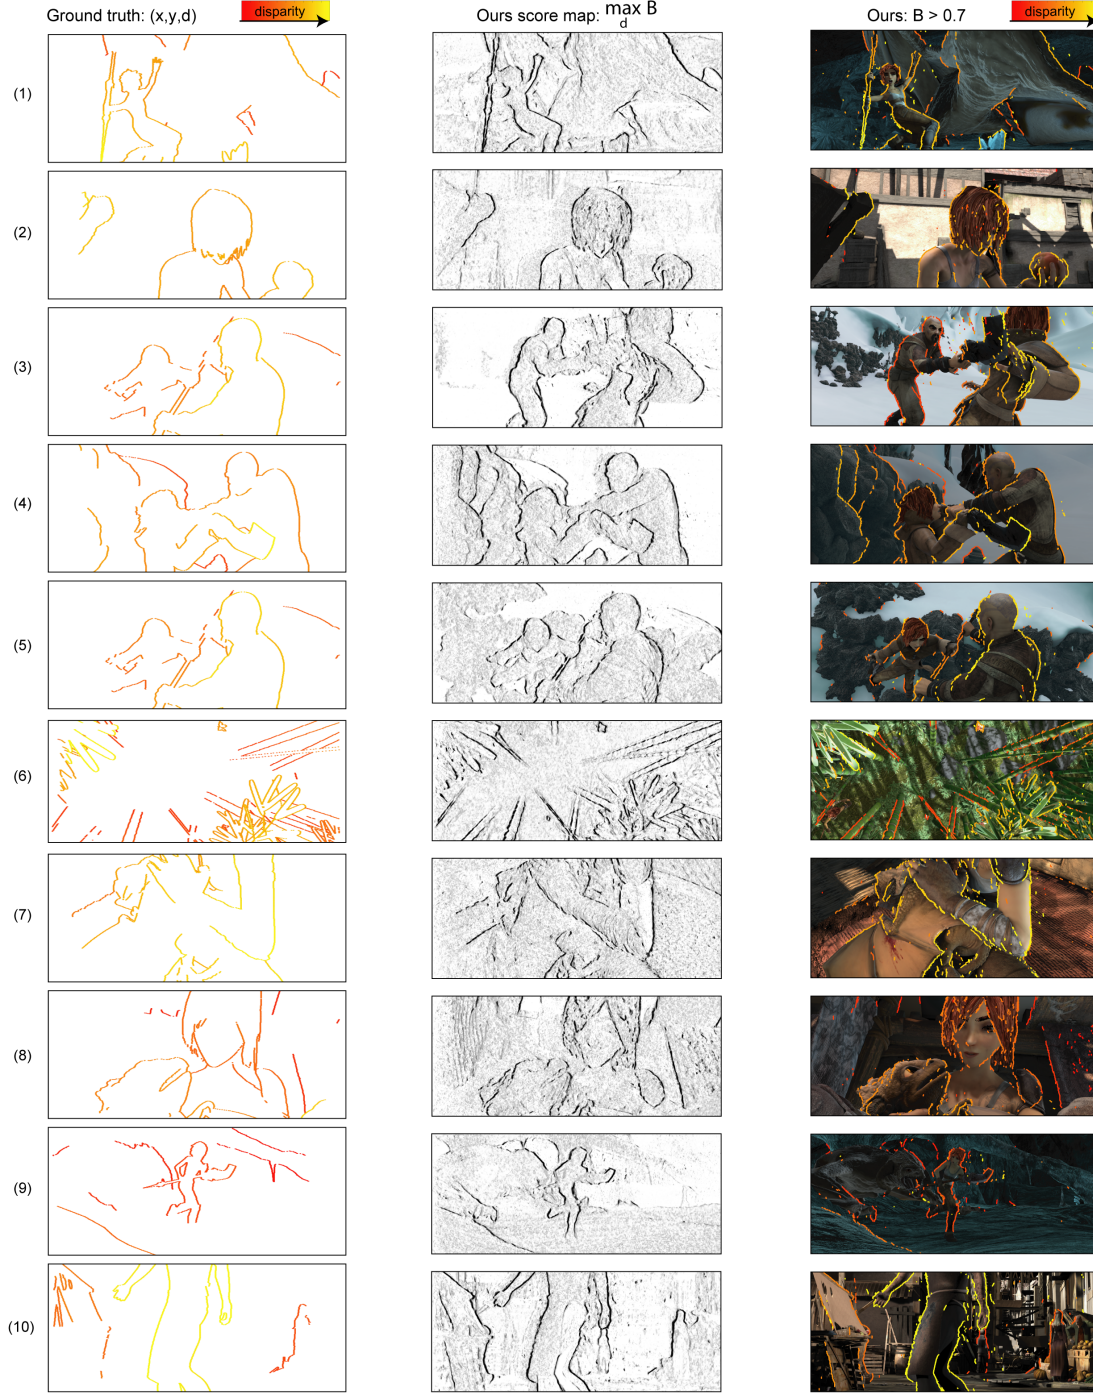 Ground truth: (x,y,d)
disparity
Ours score map: max B
d
Ours: B > 0.7
disparity
(1)
(2)
(3)
(4)
(5)
(6)
(7)
(8)
(9)
(10)